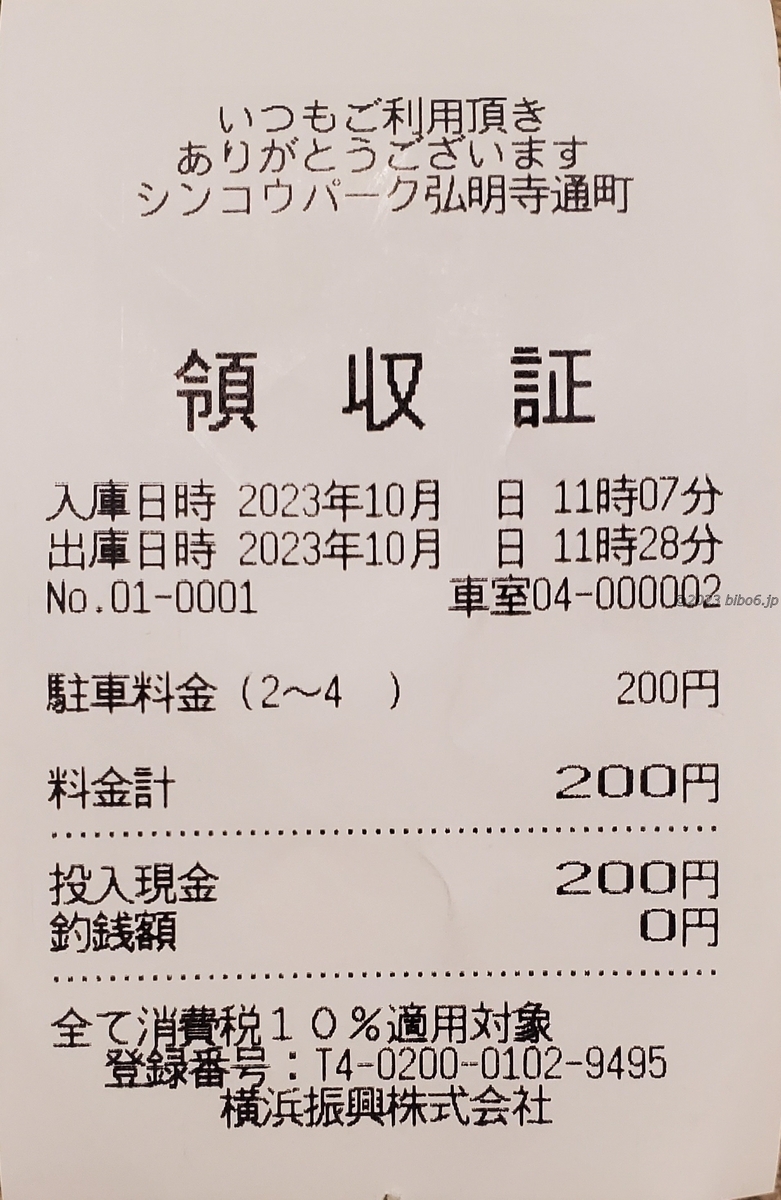 いつもご利用頂き
ありがとうございます
シンコウパーク弘明寺通町
領 収 証
入庫日時 2023年10月 日 11時07分
出庫日時 2023年10月 日 11時28分
No.01-0001 車室04-000002
©2023 bibo6.jp
駐車料金(2～4 ) 200円
料金計 200円
投入現金 200円
釣銭額 0円
全て消費税１０％適用対象
登録番号：T4-0200-0102-9495
横浜振興株式会社